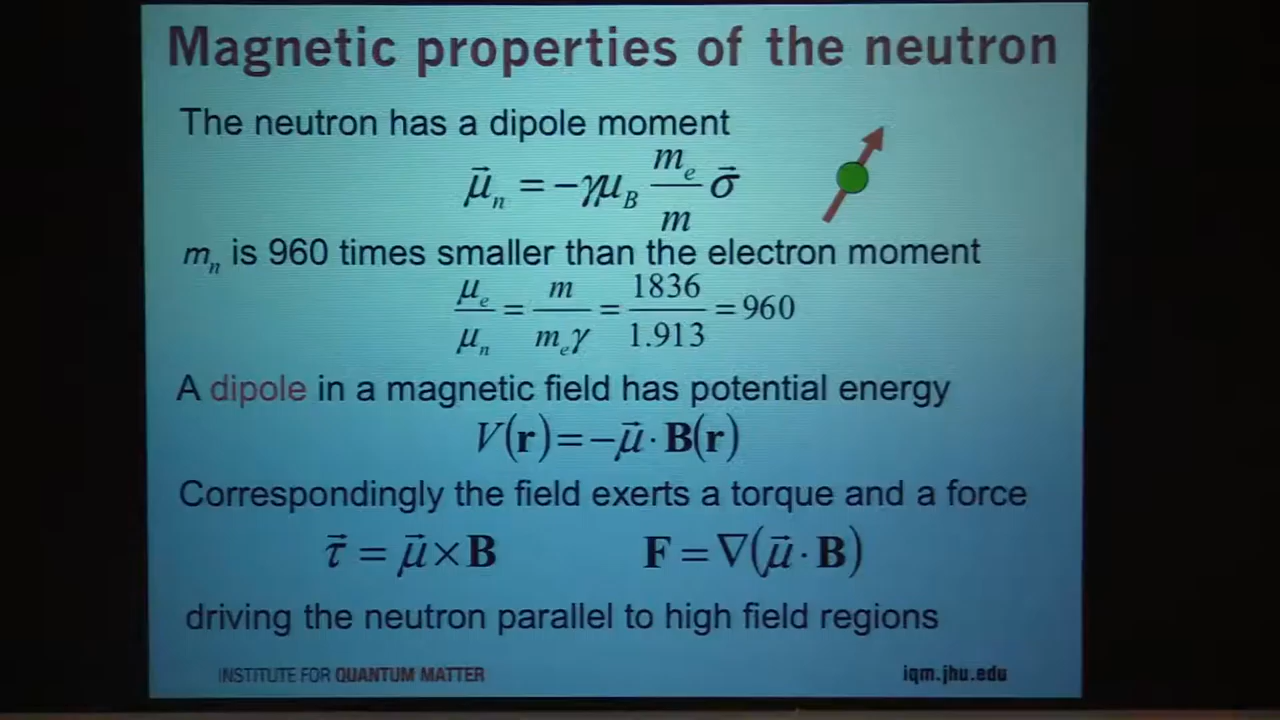 Magnetic properties of the neutron
The neutron has a dipole moment
μ⃗ₙ = −γμ_B mₑ/m σ⃗
mₙ is 960 times smaller than the electron moment
μₑ/μₙ = m/mₑγ = 1836/1.913 = 960
A dipole in a magnetic field has potential energy
V(r) = −μ⃗ · B(r)
Correspondingly the field exerts a torque and a force
τ⃗ = μ⃗ × B F = ∇(μ⃗ · B)
driving the neutron parallel to high field regions
INSTITUTE FOR QUANTUM MATTER iqm.jhu.edu